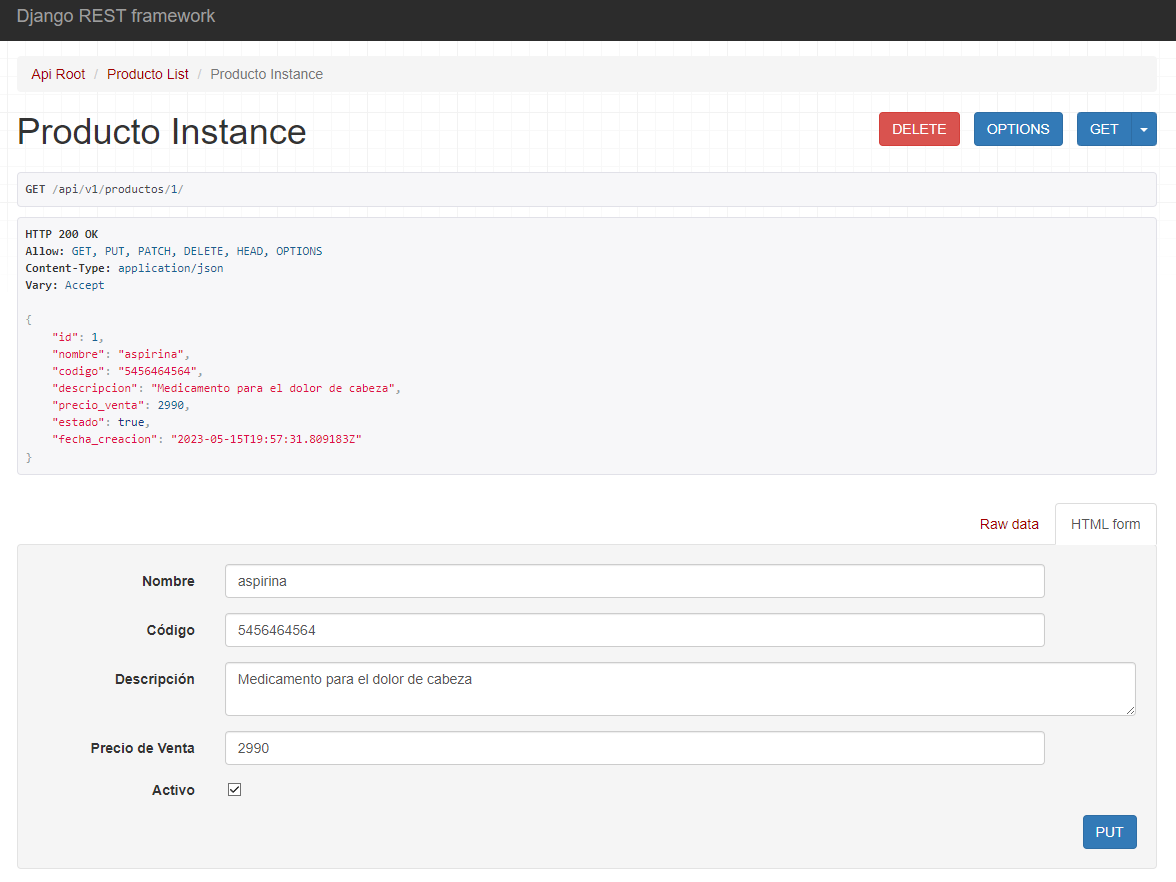 Django REST framework
Api Root / Producto List / Producto Instance
Producto Instance
DELETE OPTIONS GET
GET /api/v1/productos/1/
HTTP 200 OK
Allow: GET, PUT, PATCH, DELETE, HEAD, OPTIONS
Content-Type: application/json
Vary: Accept
{
    "id": 1,
    "nombre": "aspirina",
    "codigo": "5456464564",
    "descripcion": "Medicamento para el dolor de cabeza",
    "precio_venta": 2990,
    "estado": true,
    "fecha_creacion": "2023-05-15T19:57:31.809183Z"
}
Raw data HTML form
Nombre aspirina
Código 5456464564
Descripción Medicamento para el dolor de cabeza
Precio de Venta 2990
Activo
PUT